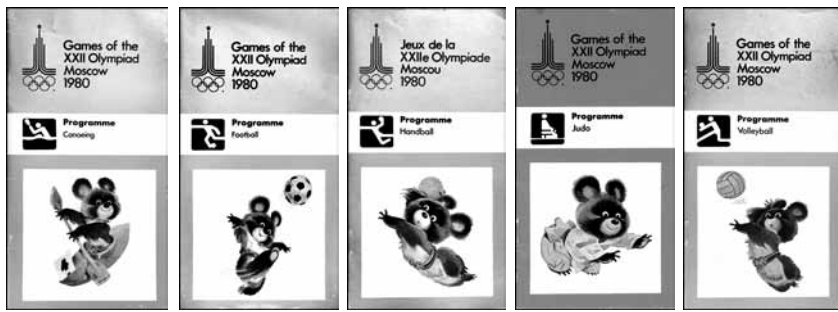 Games of the
XXII Olympiad
Moscow
1980
Programme
Canoeing
Games of the
XXII Olympiad
Moscow
1980
Programme
Football
Jeux de la
XXIIe Olympiade
Moscou
1980
Programme
Handball
Games of the
XXII Olympiad
Moscow
1980
Programme
Judo
Games of the
XXII Olympiad
Moscow
1980
Programme
Volleyball